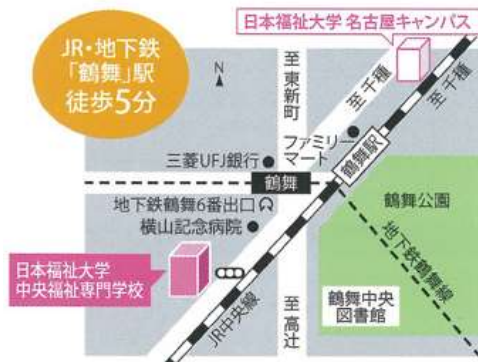 日本福祉大学 名古屋キャンパス
JR・地下鉄
「鶴舞」駅
徒歩5分
N
至東新町
至千種
至千種
ファミリー
マート
三菱UFJ銀行
鶴舞駅
鶴舞
鶴舞公園
地下鉄鶴舞6番出口
横山記念病院
地下鉄鶴舞線
日本福祉大学
中央福祉専門学校
鶴舞中央
図書館
JR中央線
至高辻